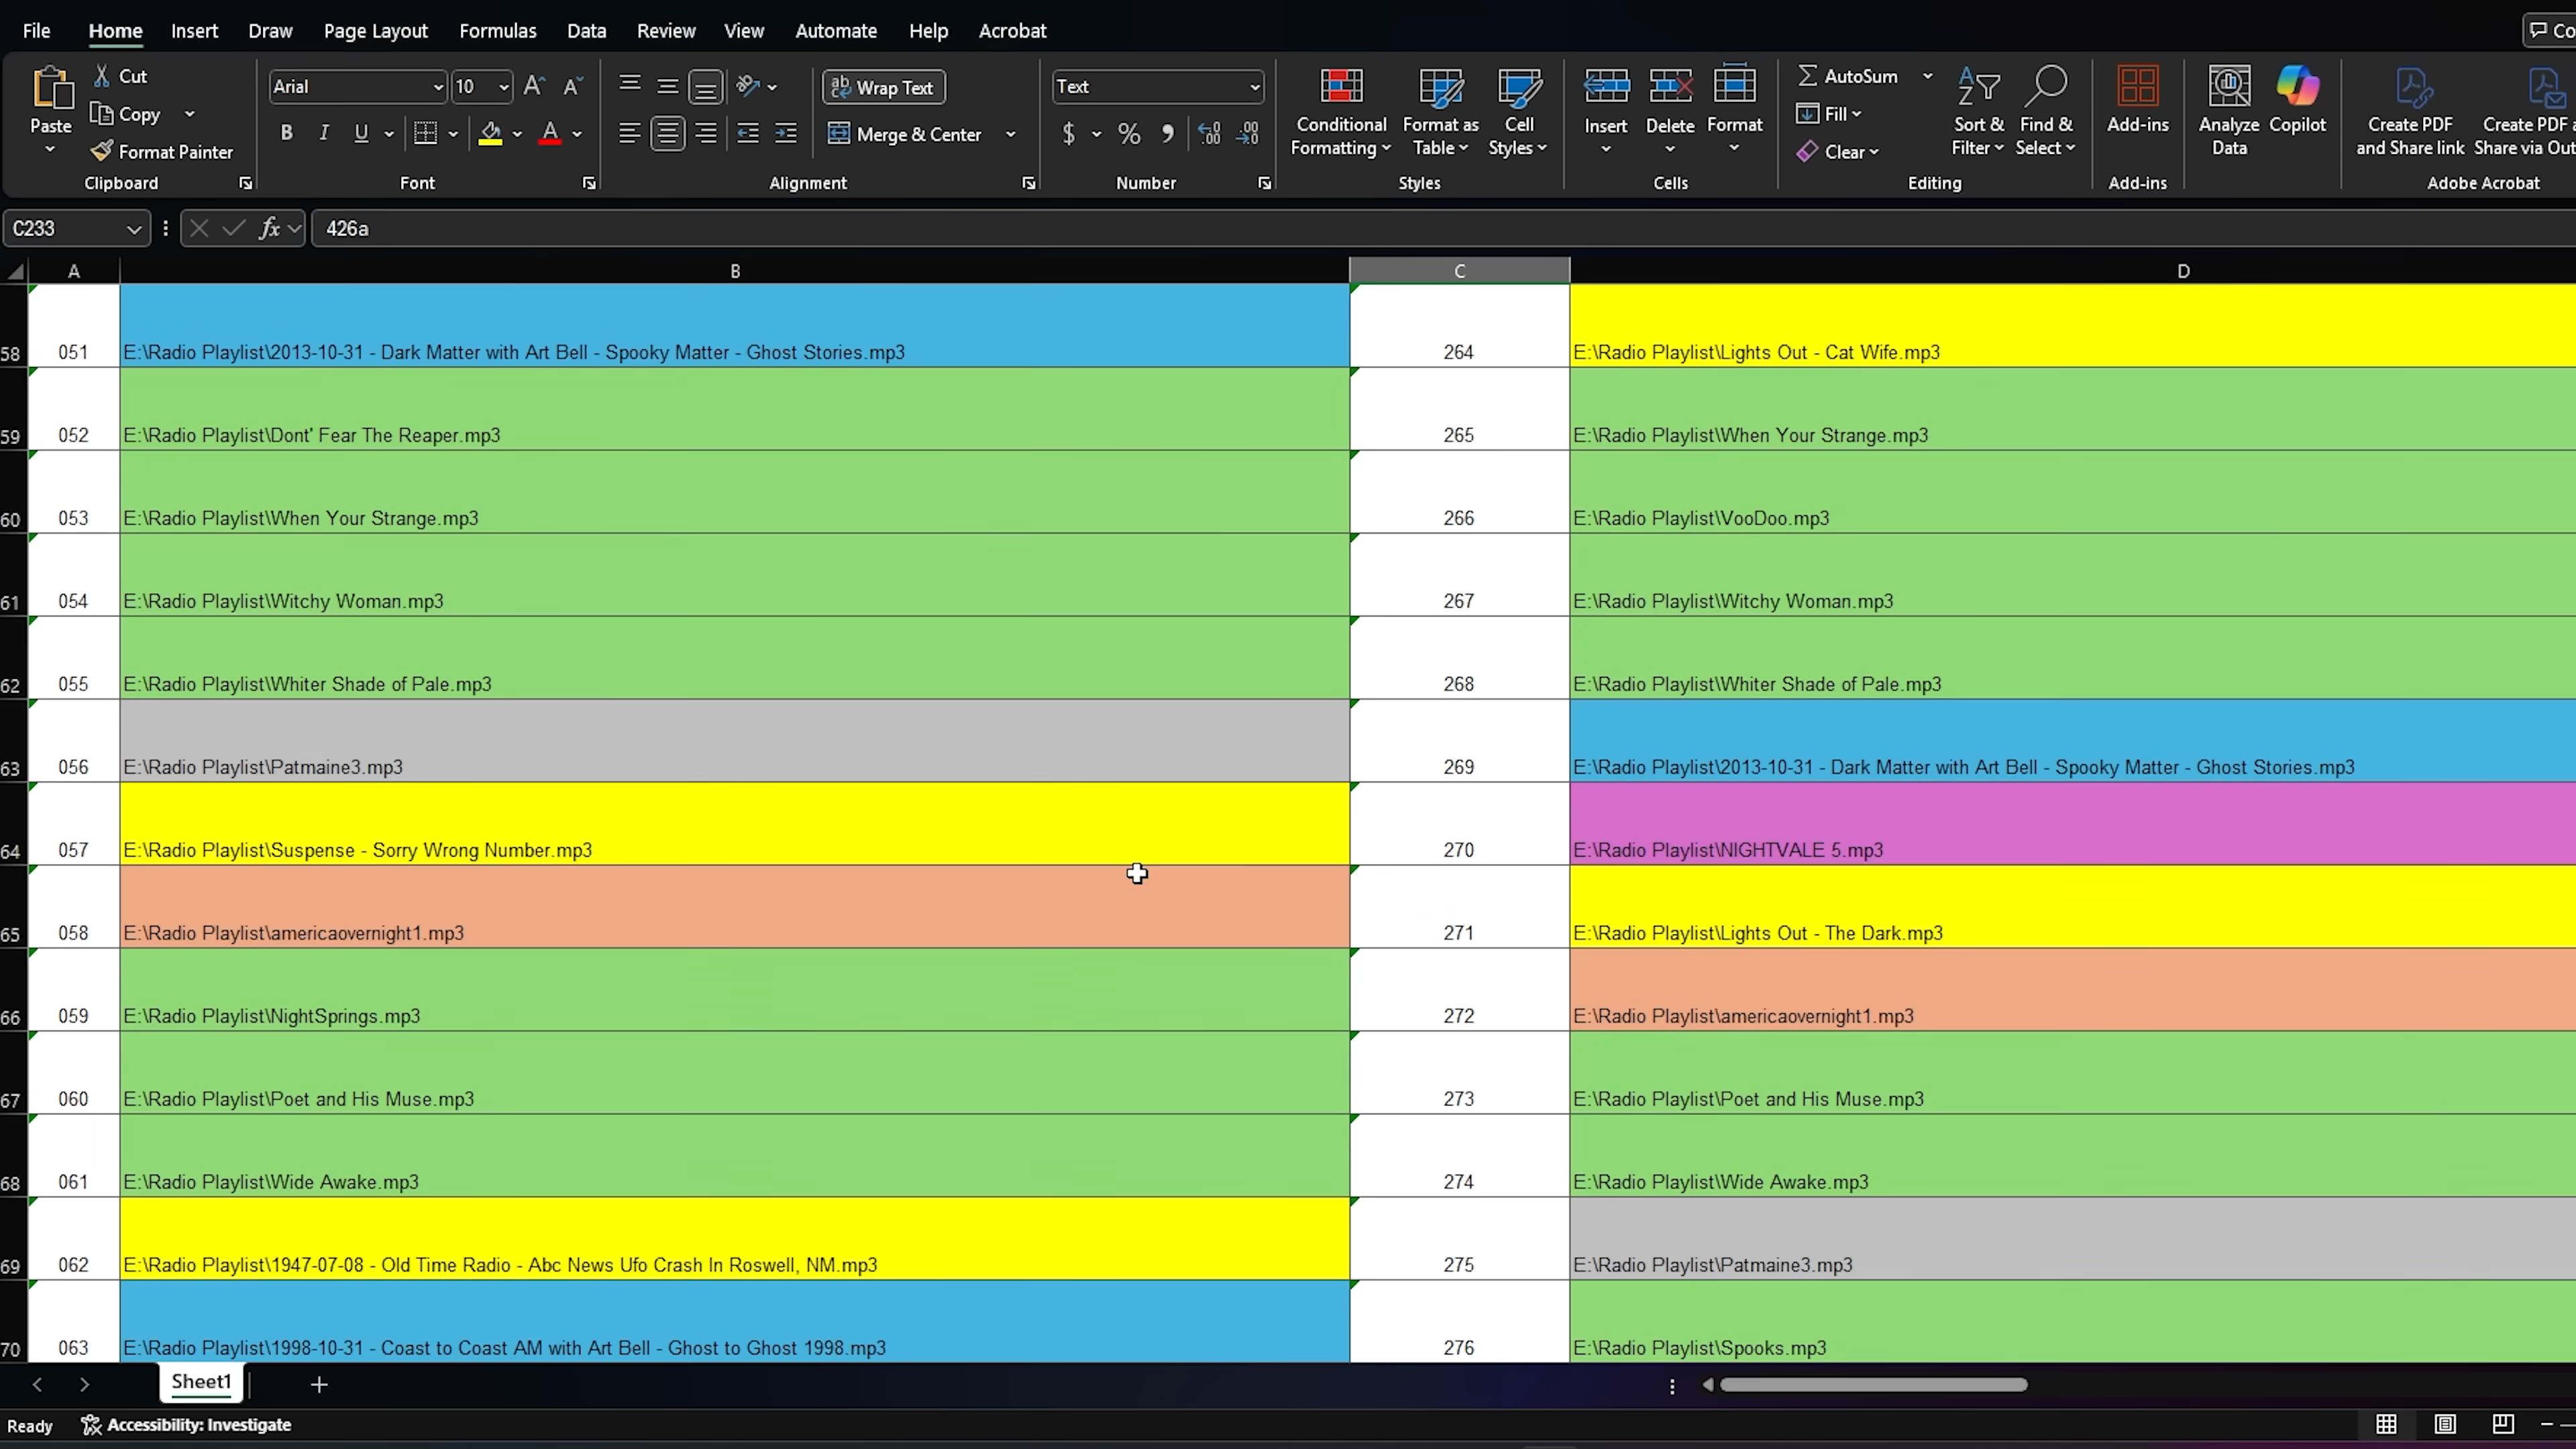 File Home Insert Draw Page Layout Formulas Data Review View Automate Help Acrobat
Paste Cut Copy Format Painter Clipboard
Arial 10 B I U A Font
Wrap Text Merge & Center Alignment
Text $ % Number
Conditional Formatting Format as Table Cell Styles Styles
Insert Delete Format Cells
AutoSum Fill Clear Sort & Filter Find & Select Editing
Add-ins Add-ins
Analyze Data Copilot
Create PDF and Share link Create PDF Share via Adobe Acrobat
C233 fx 426a
A B C D
58 051 E:\Radio Playlist\2013-10-31 - Dark Matter with Art Bell - Spooky Matter - Ghost Stories.mp3 264 E:\Radio Playlist\Lights Out - Cat Wife.mp3
59 052 E:\Radio Playlist\Dont' Fear The Reaper.mp3 265 E:\Radio Playlist\When Your Strange.mp3
60 053 E:\Radio Playlist\When Your Strange.mp3 266 E:\Radio Playlist\VooDoo.mp3
61 054 E:\Radio Playlist\Witchy Woman.mp3 267 E:\Radio Playlist\Witchy Woman.mp3
62 055 E:\Radio Playlist\Whiter Shade of Pale.mp3 268 E:\Radio Playlist\Whiter Shade of Pale.mp3
63 056 E:\Radio Playlist\Patmaine3.mp3 269 E:\Radio Playlist\2013-10-31 - Dark Matter with Art Bell - Spooky Matter - Ghost Stories.mp3
64 057 E:\Radio Playlist\Suspense - Sorry Wrong Number.mp3 270 E:\Radio Playlist\NIGHTVALE 5.mp3
65 058 E:\Radio Playlist\americaovernight1.mp3 271 E:\Radio Playlist\Lights Out - The Dark.mp3
66 059 E:\Radio Playlist\NightSprings.mp3 272 E:\Radio Playlist\americaovernight1.mp3
67 060 E:\Radio Playlist\Poet and His Muse.mp3 273 E:\Radio Playlist\Poet and His Muse.mp3
68 061 E:\Radio Playlist\Wide Awake.mp3 274 E:\Radio Playlist\Wide Awake.mp3
69 062 E:\Radio Playlist\1947-07-08 - Old Time Radio - Abc News Ufo Crash In Roswell, NM.mp3 275 E:\Radio Playlist\Patmaine3.mp3
70 063 E:\Radio Playlist\1998-10-31 - Coast to Coast AM with Art Bell - Ghost to Ghost 1998.mp3 276 E:\Radio Playlist\Spooks.mp3
Sheet1
Ready Accessibility: Investigate